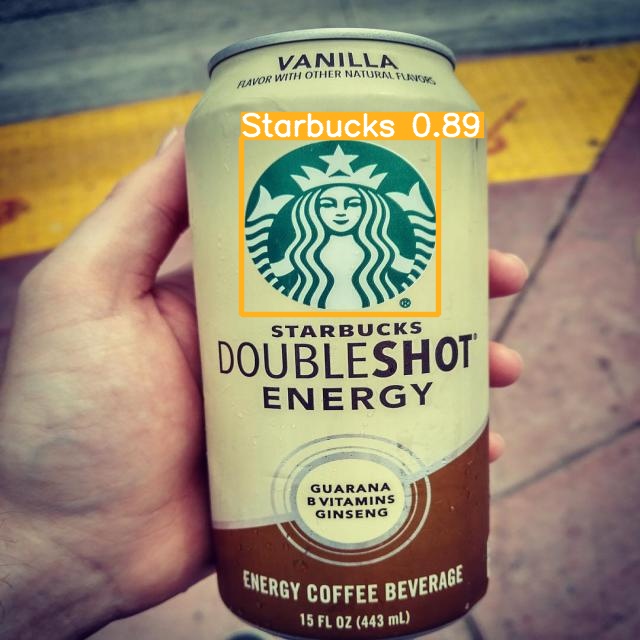 VANILLA
FLAVOR WITH OTHER NATURAL FLAVORS
Starbucks 0.89
®
STARBUCKS
DOUBLESHOT®
ENERGY
GUARANA
B VITAMINS
GINSENG
ENERGY COFFEE BEVERAGE
15 FL OZ (443 mL)